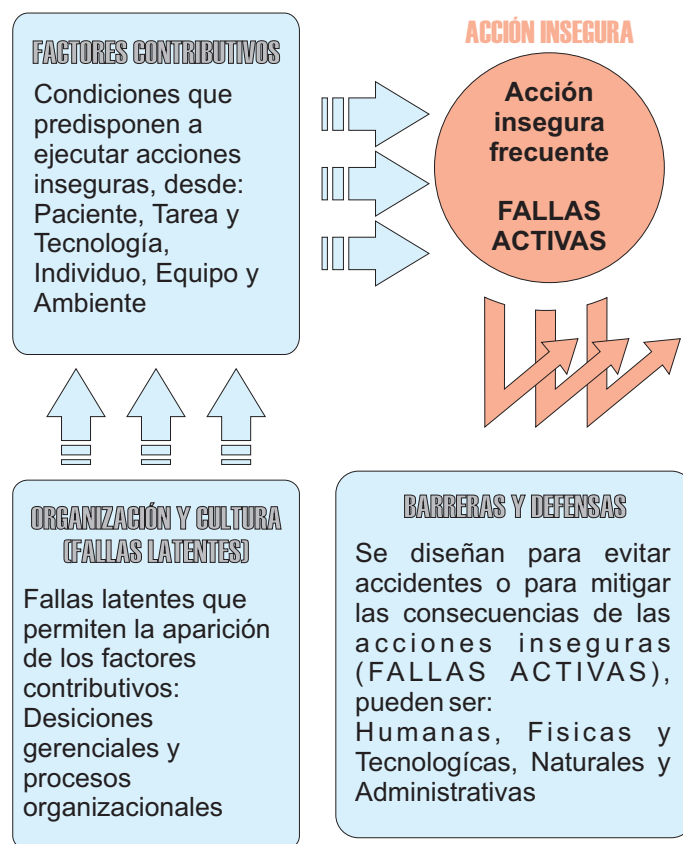 FACTORES CONTRIBUTIVOS
Condiciones que
predisponen a
ejecutar acciones
inseguras, desde:
Paciente, Tarea y
Tecnología,
Individuo, Equipo y
Ambiente
ACCIÓN INSEGURA
Acción
insegura
frecuente
FALLAS
ACTIVAS
ORGANIZACIÓN Y CULTURA
(FALLAS LATENTES)
Fallas latentes que
permiten la aparición
de los factores
contributivos:
Desiciones
gerenciales y
procesos
organizacionales
BARRERAS Y DEFENSAS
Se diseñan para evitar
accidentes o para mitigar
las consecuencias de las
acciones inseguras
(FALLAS ACTIVAS),
pueden ser:
Humanas, Fisicas y
Tecnologícas, Naturales y
Administrativas